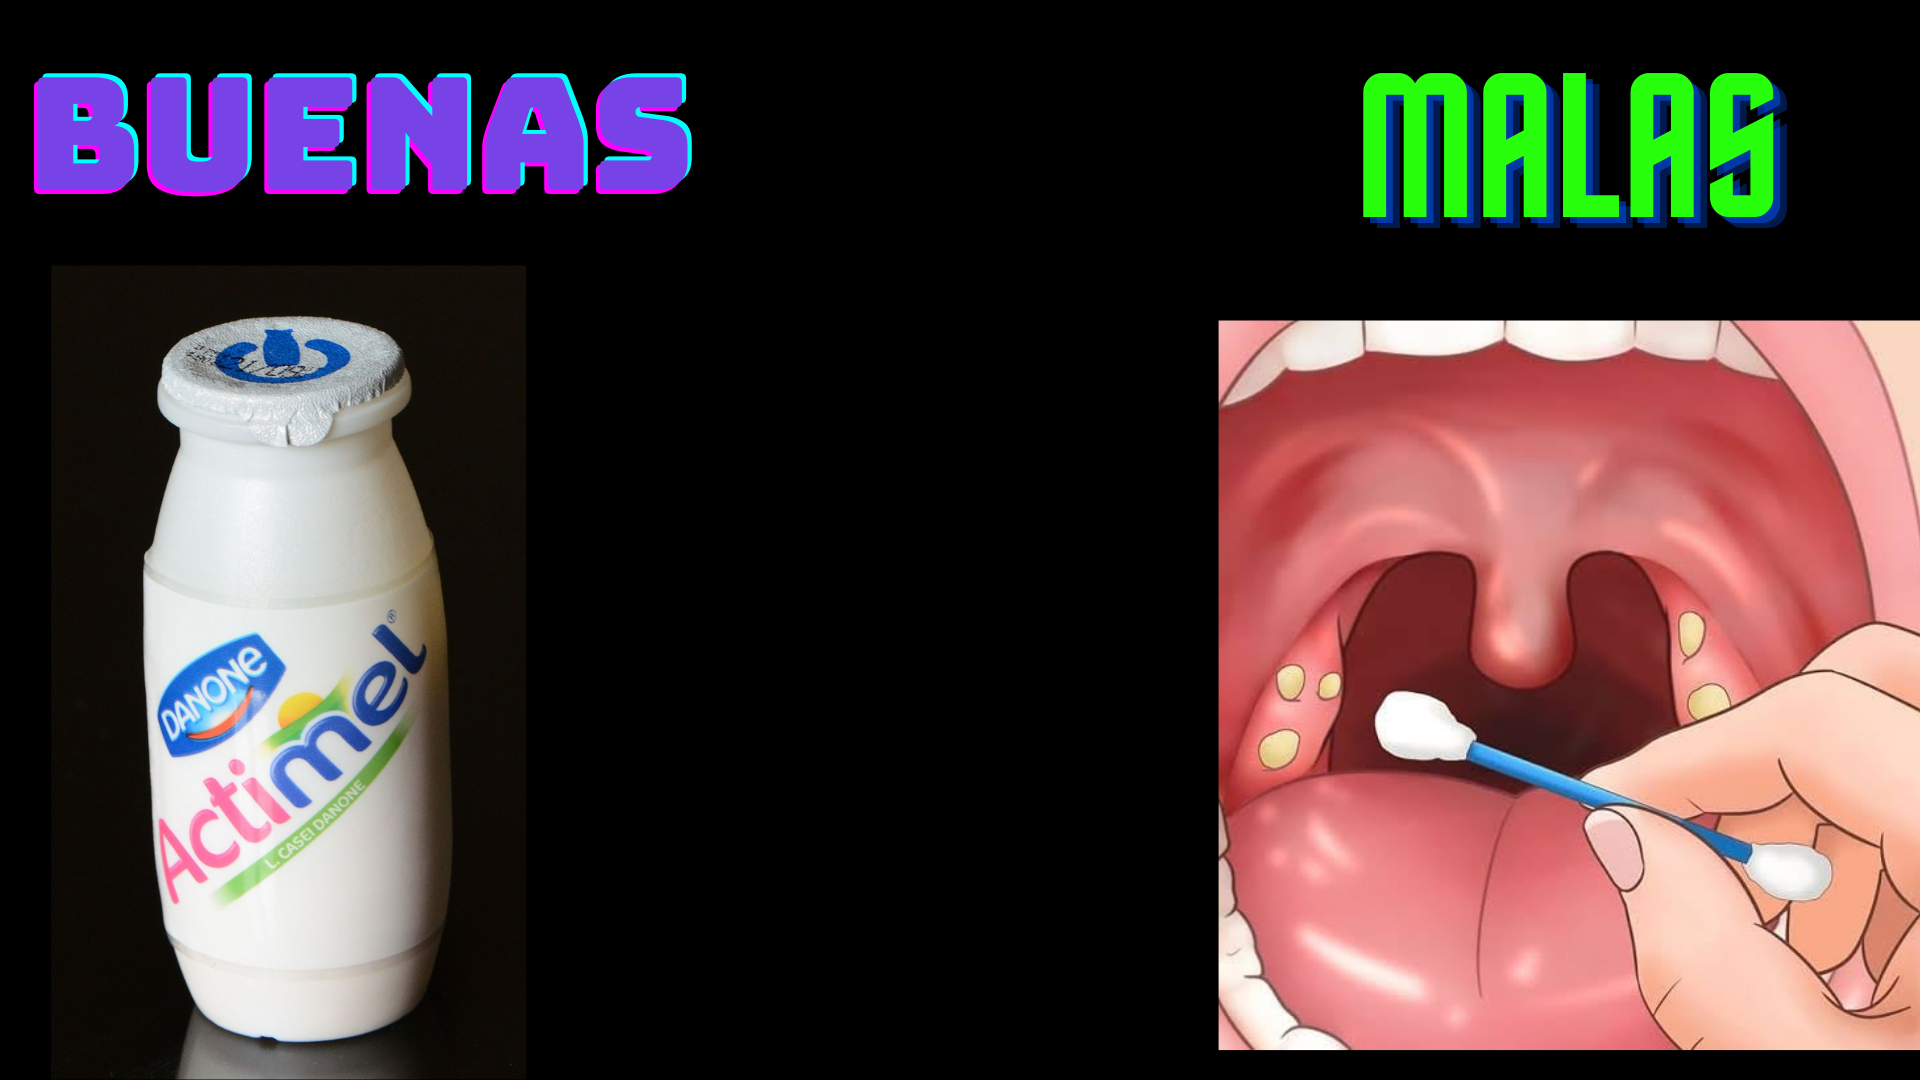 BUENAS
MALAS
DANONE
Actimel®
L. CASEI DANONE